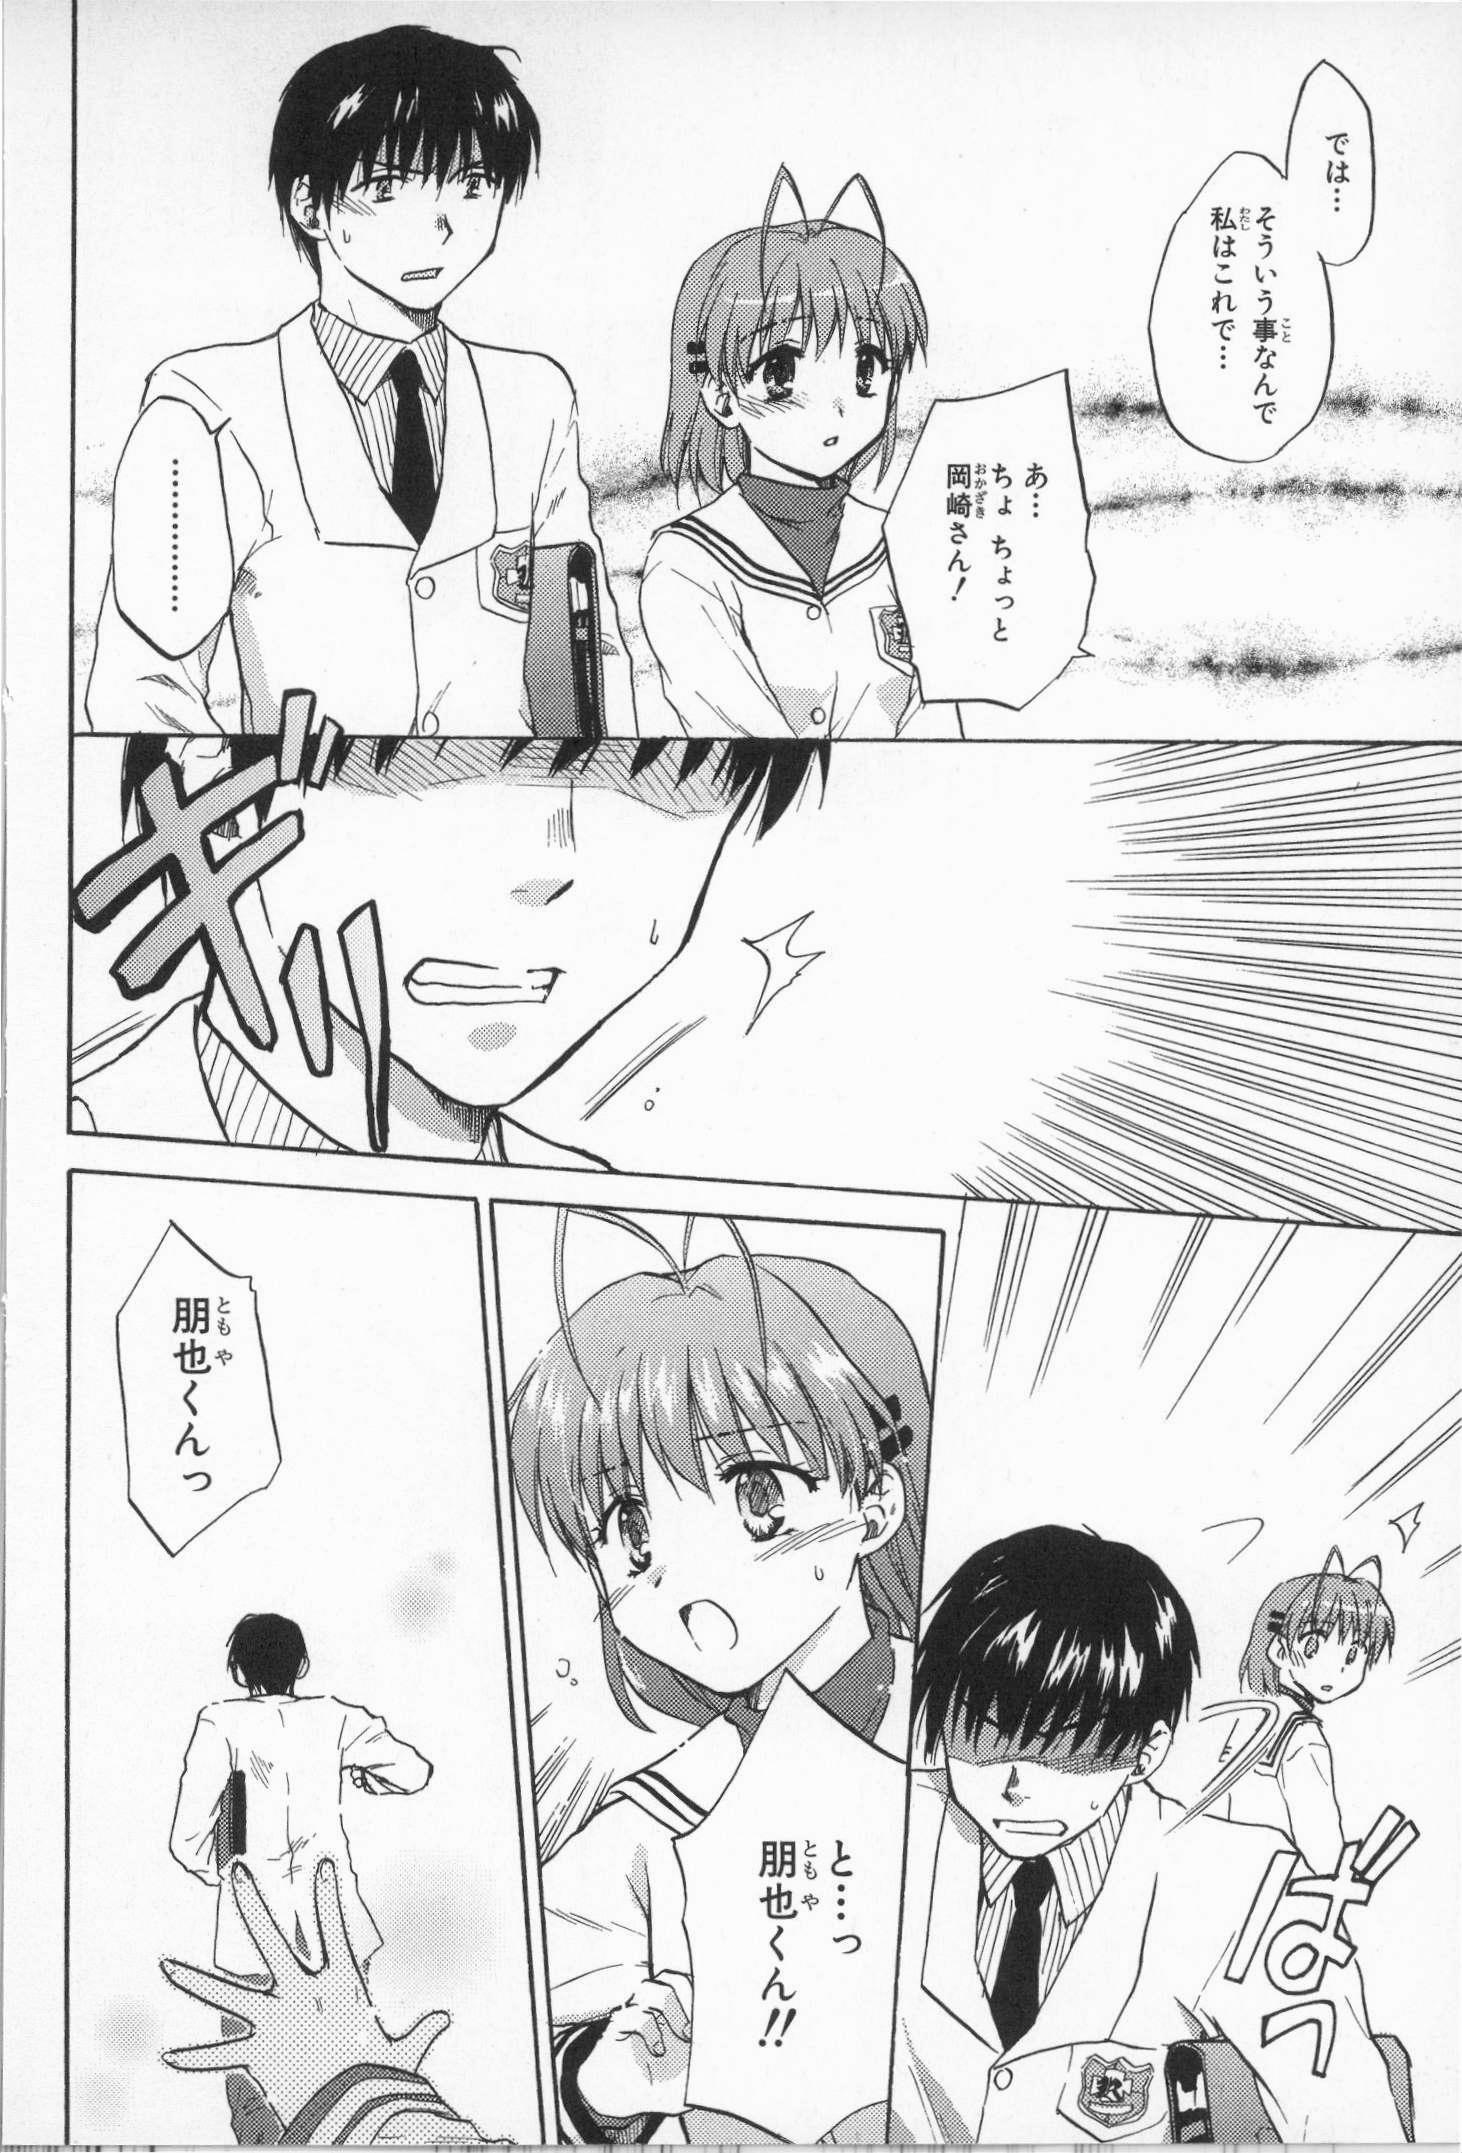 では…
そういう事なんで
私はこれで…
あ…
ちょ ちょっと
岡崎さん!
…………
ギリ
ばっ
と…っ
朋也くん!!
朋也くんっ